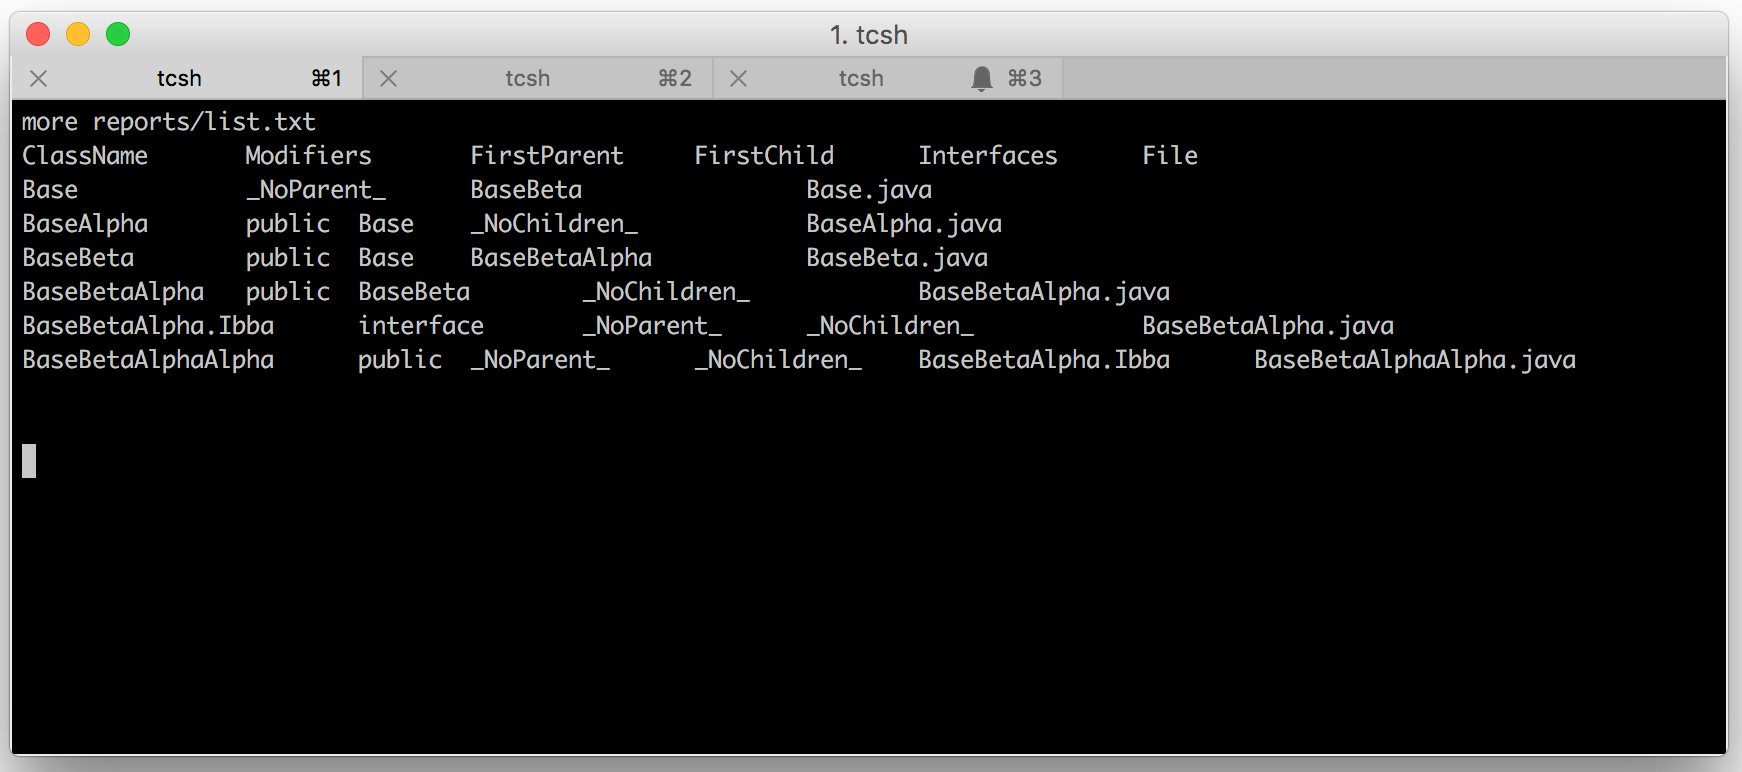 1. tcsh
tcsh ⌘1 tcsh ⌘2 tcsh ⌘3
more reports/list.txt
ClassName Modifiers FirstParent FirstChild Interfaces File
Base _NoParent_ BaseBeta Base.java
BaseAlpha public Base _NoChildren_ BaseAlpha.java
BaseBeta public Base BaseBetaAlpha BaseBeta.java
BaseBetaAlpha public BaseBeta _NoChildren_ BaseBetaAlpha.java
BaseBetaAlpha.Ibba interface _NoParent_ _NoChildren_ BaseBetaAlpha.java
BaseBetaAlphaAlpha public _NoParent_ _NoChildren_ BaseBetaAlpha.Ibba BaseBetaAlphaAlpha.java